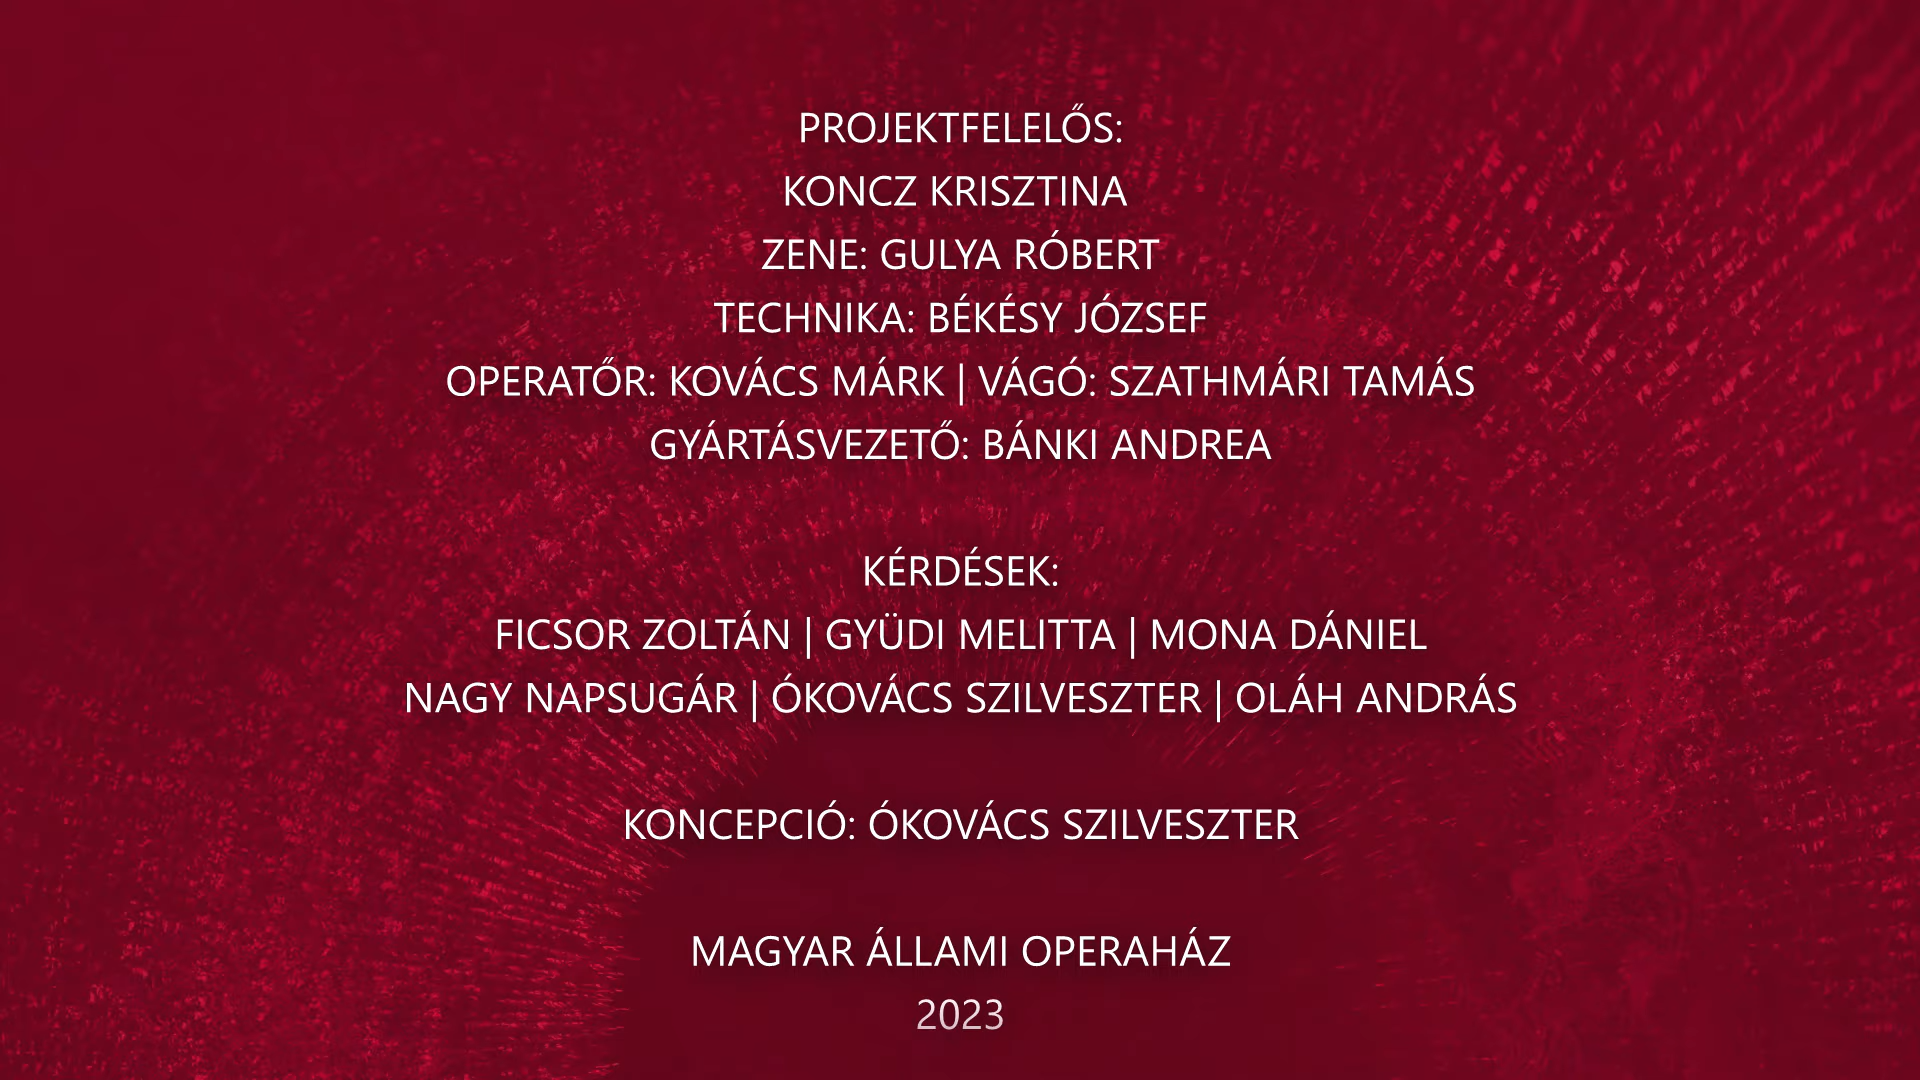 PROJEKTFELELŐS:
KONCZ KRISZTINA
ZENE: GULYA RÓBERT
TECHNIKA: BÉKÉSY JÓZSEF
OPERATŐR: KOVÁCS MÁRK | VÁGÓ: SZATHMÁRI TAMÁS
GYÁRTÁSVEZETŐ: BÁNKI ANDREA
KÉRDÉSEK:
FICSOR ZOLTÁN | GYÜDI MELITTA | MONA DÁNIEL
NAGY NAPSUGÁR | ÓKOVÁCS SZILVESZTER | OLÁH ANDRÁS
KONCEPCIÓ: ÓKOVÁCS SZILVESZTER
MAGYAR ÁLLAMI OPERAHÁZ
2023